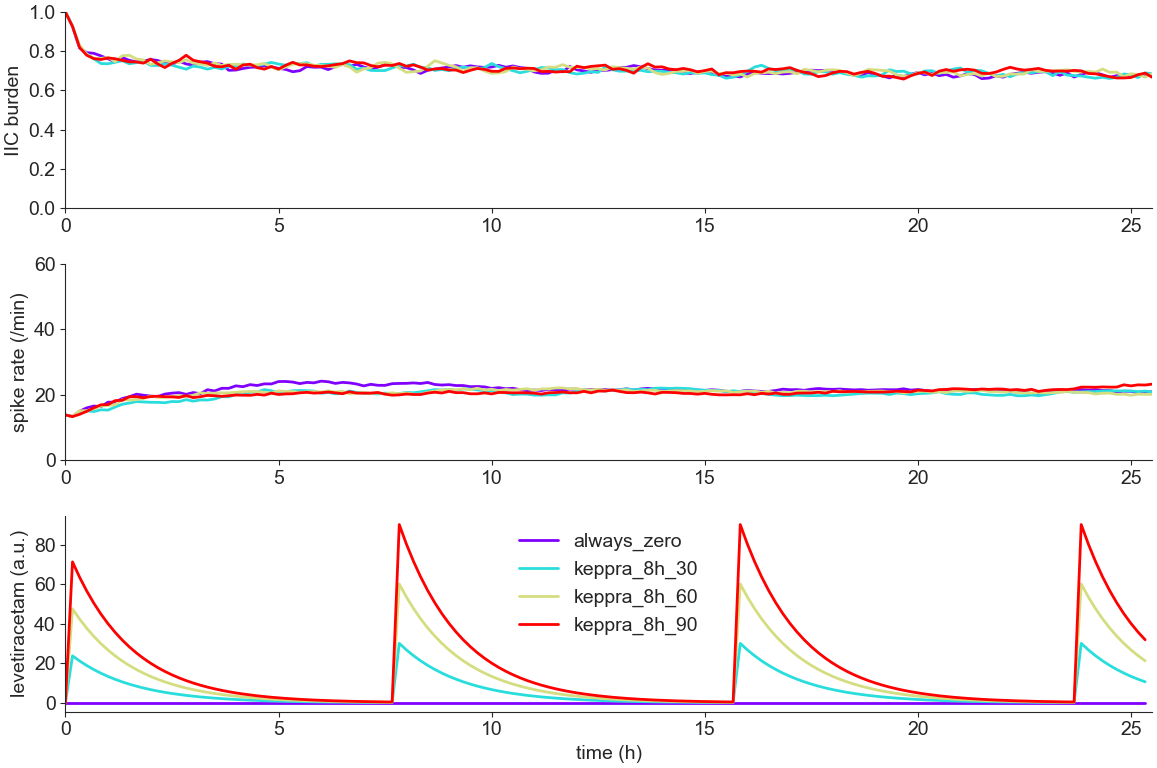 1.0
0.8
0.6
0.4
0.2
0.0
IIC burden
0 5 10 15 20 25
60
40
20
0
spike rate (/min)
0 5 10 15 20 25
80
60
40
20
0
levetiracetam (a.u.)
always_zero
keppra_8h_30
keppra_8h_60
keppra_8h_90
0 5 10 15 20 25
time (h)